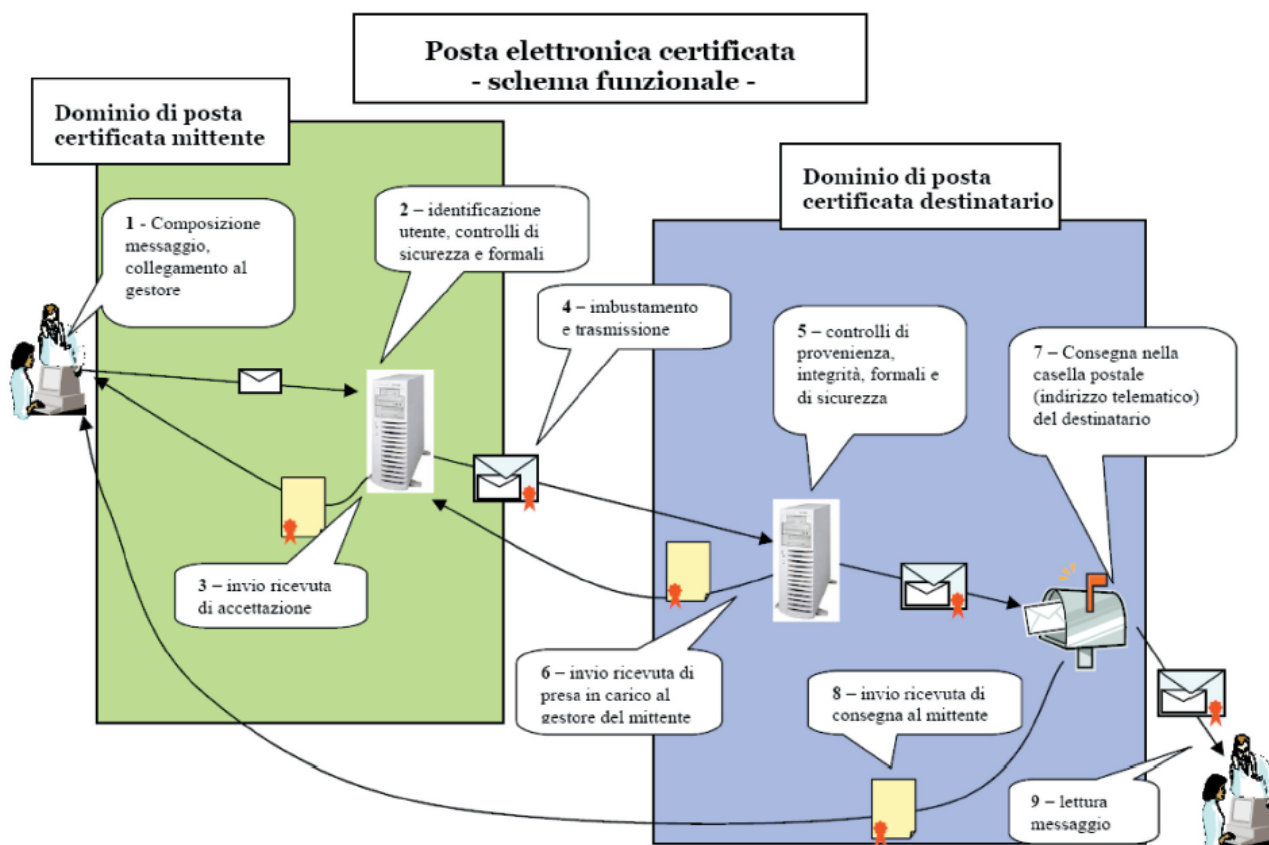 Posta elettronica certificata
- schema funzionale -
Dominio di posta
certificata mittente
Dominio di posta
certificata destinatario
1 - Composizione
messaggio,
collegamento al
gestore
2 – identificazione
utente, controlli di
sicurezza e formali
3 – invio ricevuta
di accettazione
4 – imbustamento
e trasmissione
5 – controlli di
provenienza,
integrità, formali e
di sicurezza
6 – invio ricevuta di
presa in carico al
gestore del mittente
7 – Consegna nella
casella postale
(indirizzo telematico)
del destinatario
8 – invio ricevuta di
consegna al mittente
9 – lettura
messaggio